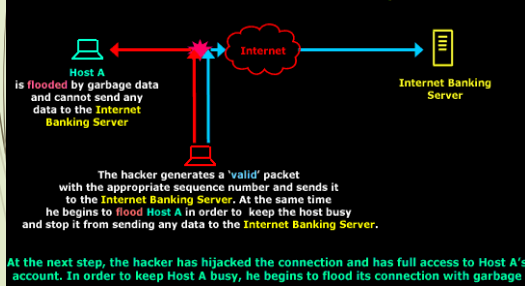 Internet
Host A
is flooded by garbage data
and cannot send any
data to the Internet
Banking Server
Internet Banking
Server
The hacker generates a 'valid' packet
with the appropriate sequence number and sends it
to the Internet Banking Server. At the same time
he begins to flood Host A in order to keep the host busy
and stop it from sending any data to the Internet Banking Server.
At the next step, the hacker has hijacked the connection and has full access to Host A's
account. In order to keep Host A busy, he begins to flood its connection with garbage